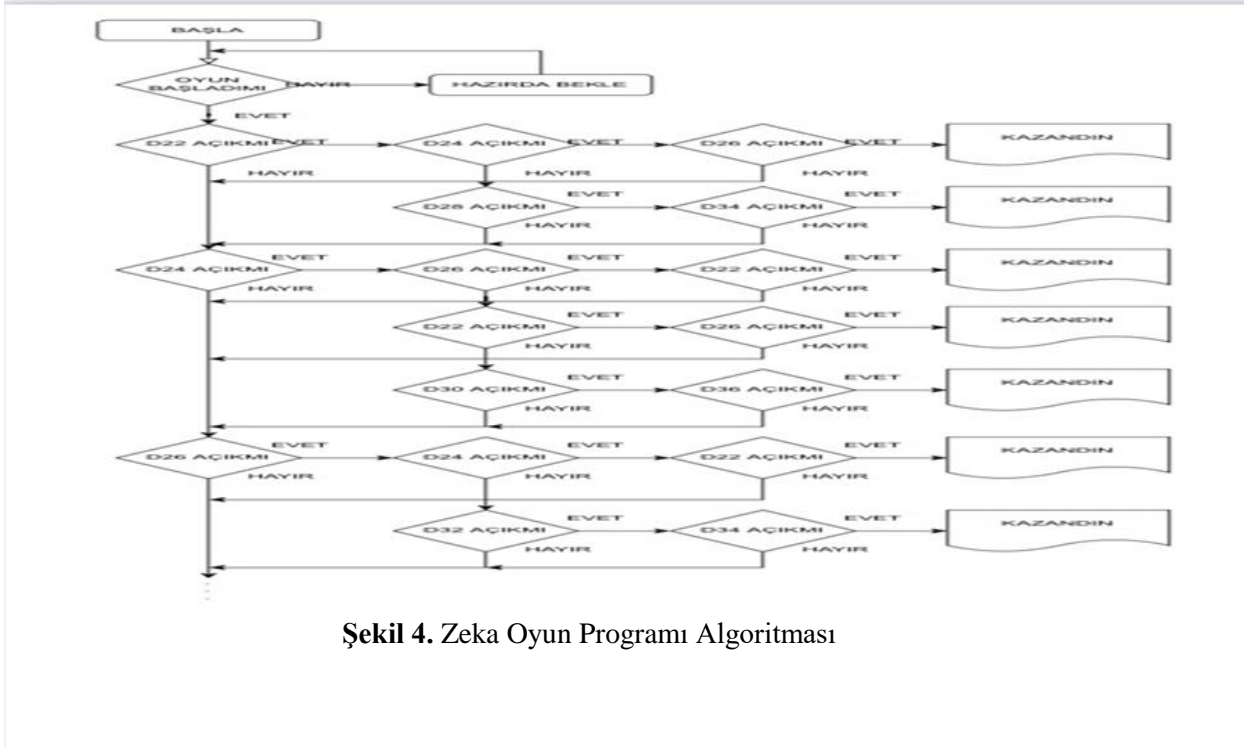 BAŞLA
OYUN
BAŞLADIMI
HAYIR
HAZIRDA BEKLE
EVET
D22 AÇIKMI
EVET
D24 AÇIKMI
EVET
D26 AÇIKMI
EVET
KAZANDIN
HAYIR
HAYIR
HAYIR
D28 AÇIKMI
EVET
D34 AÇIKMI
EVET
KAZANDIN
HAYIR
HAYIR
D24 AÇIKMI
EVET
D26 AÇIKMI
EVET
D22 AÇIKMI
EVET
KAZANDIN
HAYIR
HAYIR
HAYIR
D22 AÇIKMI
EVET
D26 AÇIKMI
EVET
KAZANDIN
HAYIR
HAYIR
D30 AÇIKMI
EVET
D36 AÇIKMI
EVET
KAZANDIN
HAYIR
HAYIR
D26 AÇIKMI
EVET
D24 AÇIKMI
EVET
D22 AÇIKMI
EVET
KAZANDIN
HAYIR
HAYIR
HAYIR
D32 AÇIKMI
EVET
D34 AÇIKMI
EVET
KAZANDIN
HAYIR
HAYIR
Şekil 4. Zeka Oyun Programı Algoritması